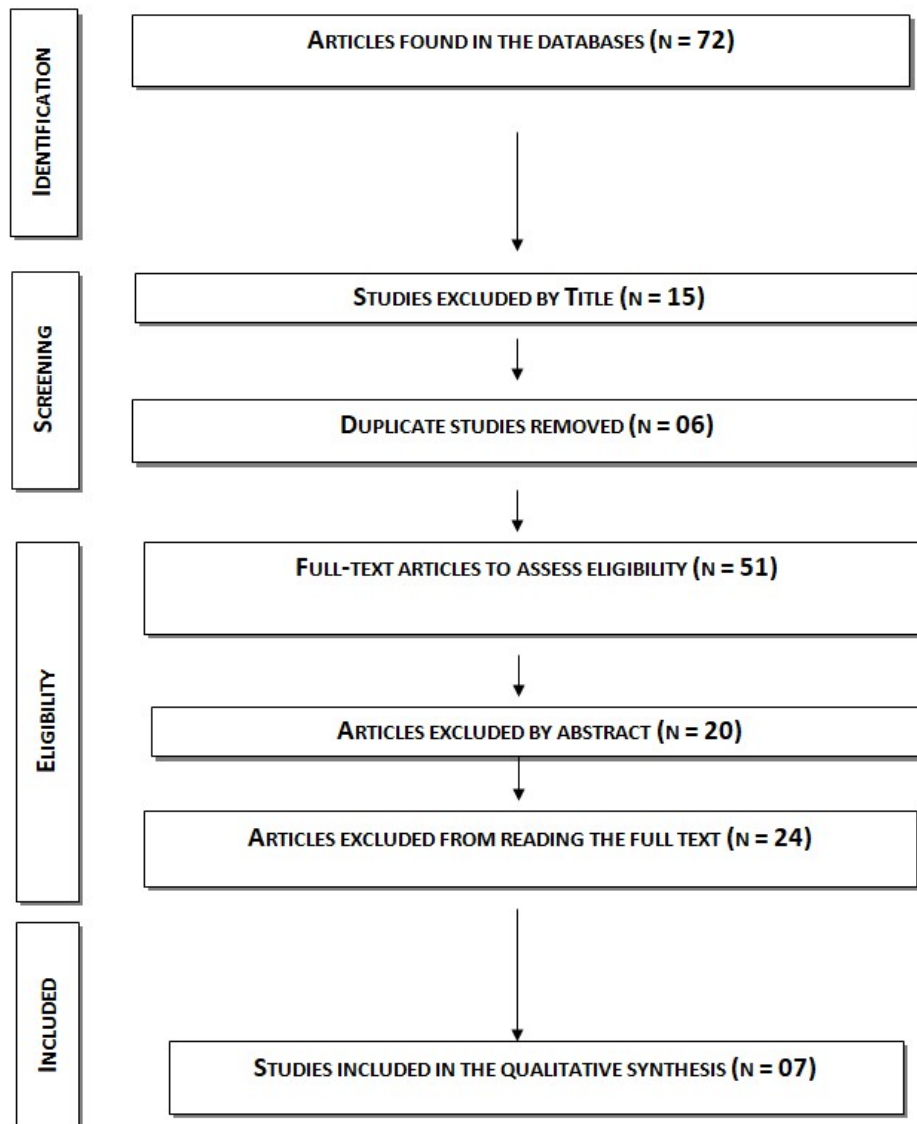 IDENTIFICATION
ARTICLES FOUND IN THE DATABASES (N = 72)
SCREENING
STUDIES EXCLUDED BY TITLE (N = 15)
DUPLICATE STUDIES REMOVED (N = 06)
ELIGIBILITY
FULL-TEXT ARTICLES TO ASSESS ELIGIBILITY (N = 51)
ARTICLES EXCLUDED BY ABSTRACT (N = 20)
ARTICLES EXCLUDED FROM READING THE FULL TEXT (N = 24)
INCLUDED
STUDIES INCLUDED IN THE QUALITATIVE SYNTHESIS (N = 07)